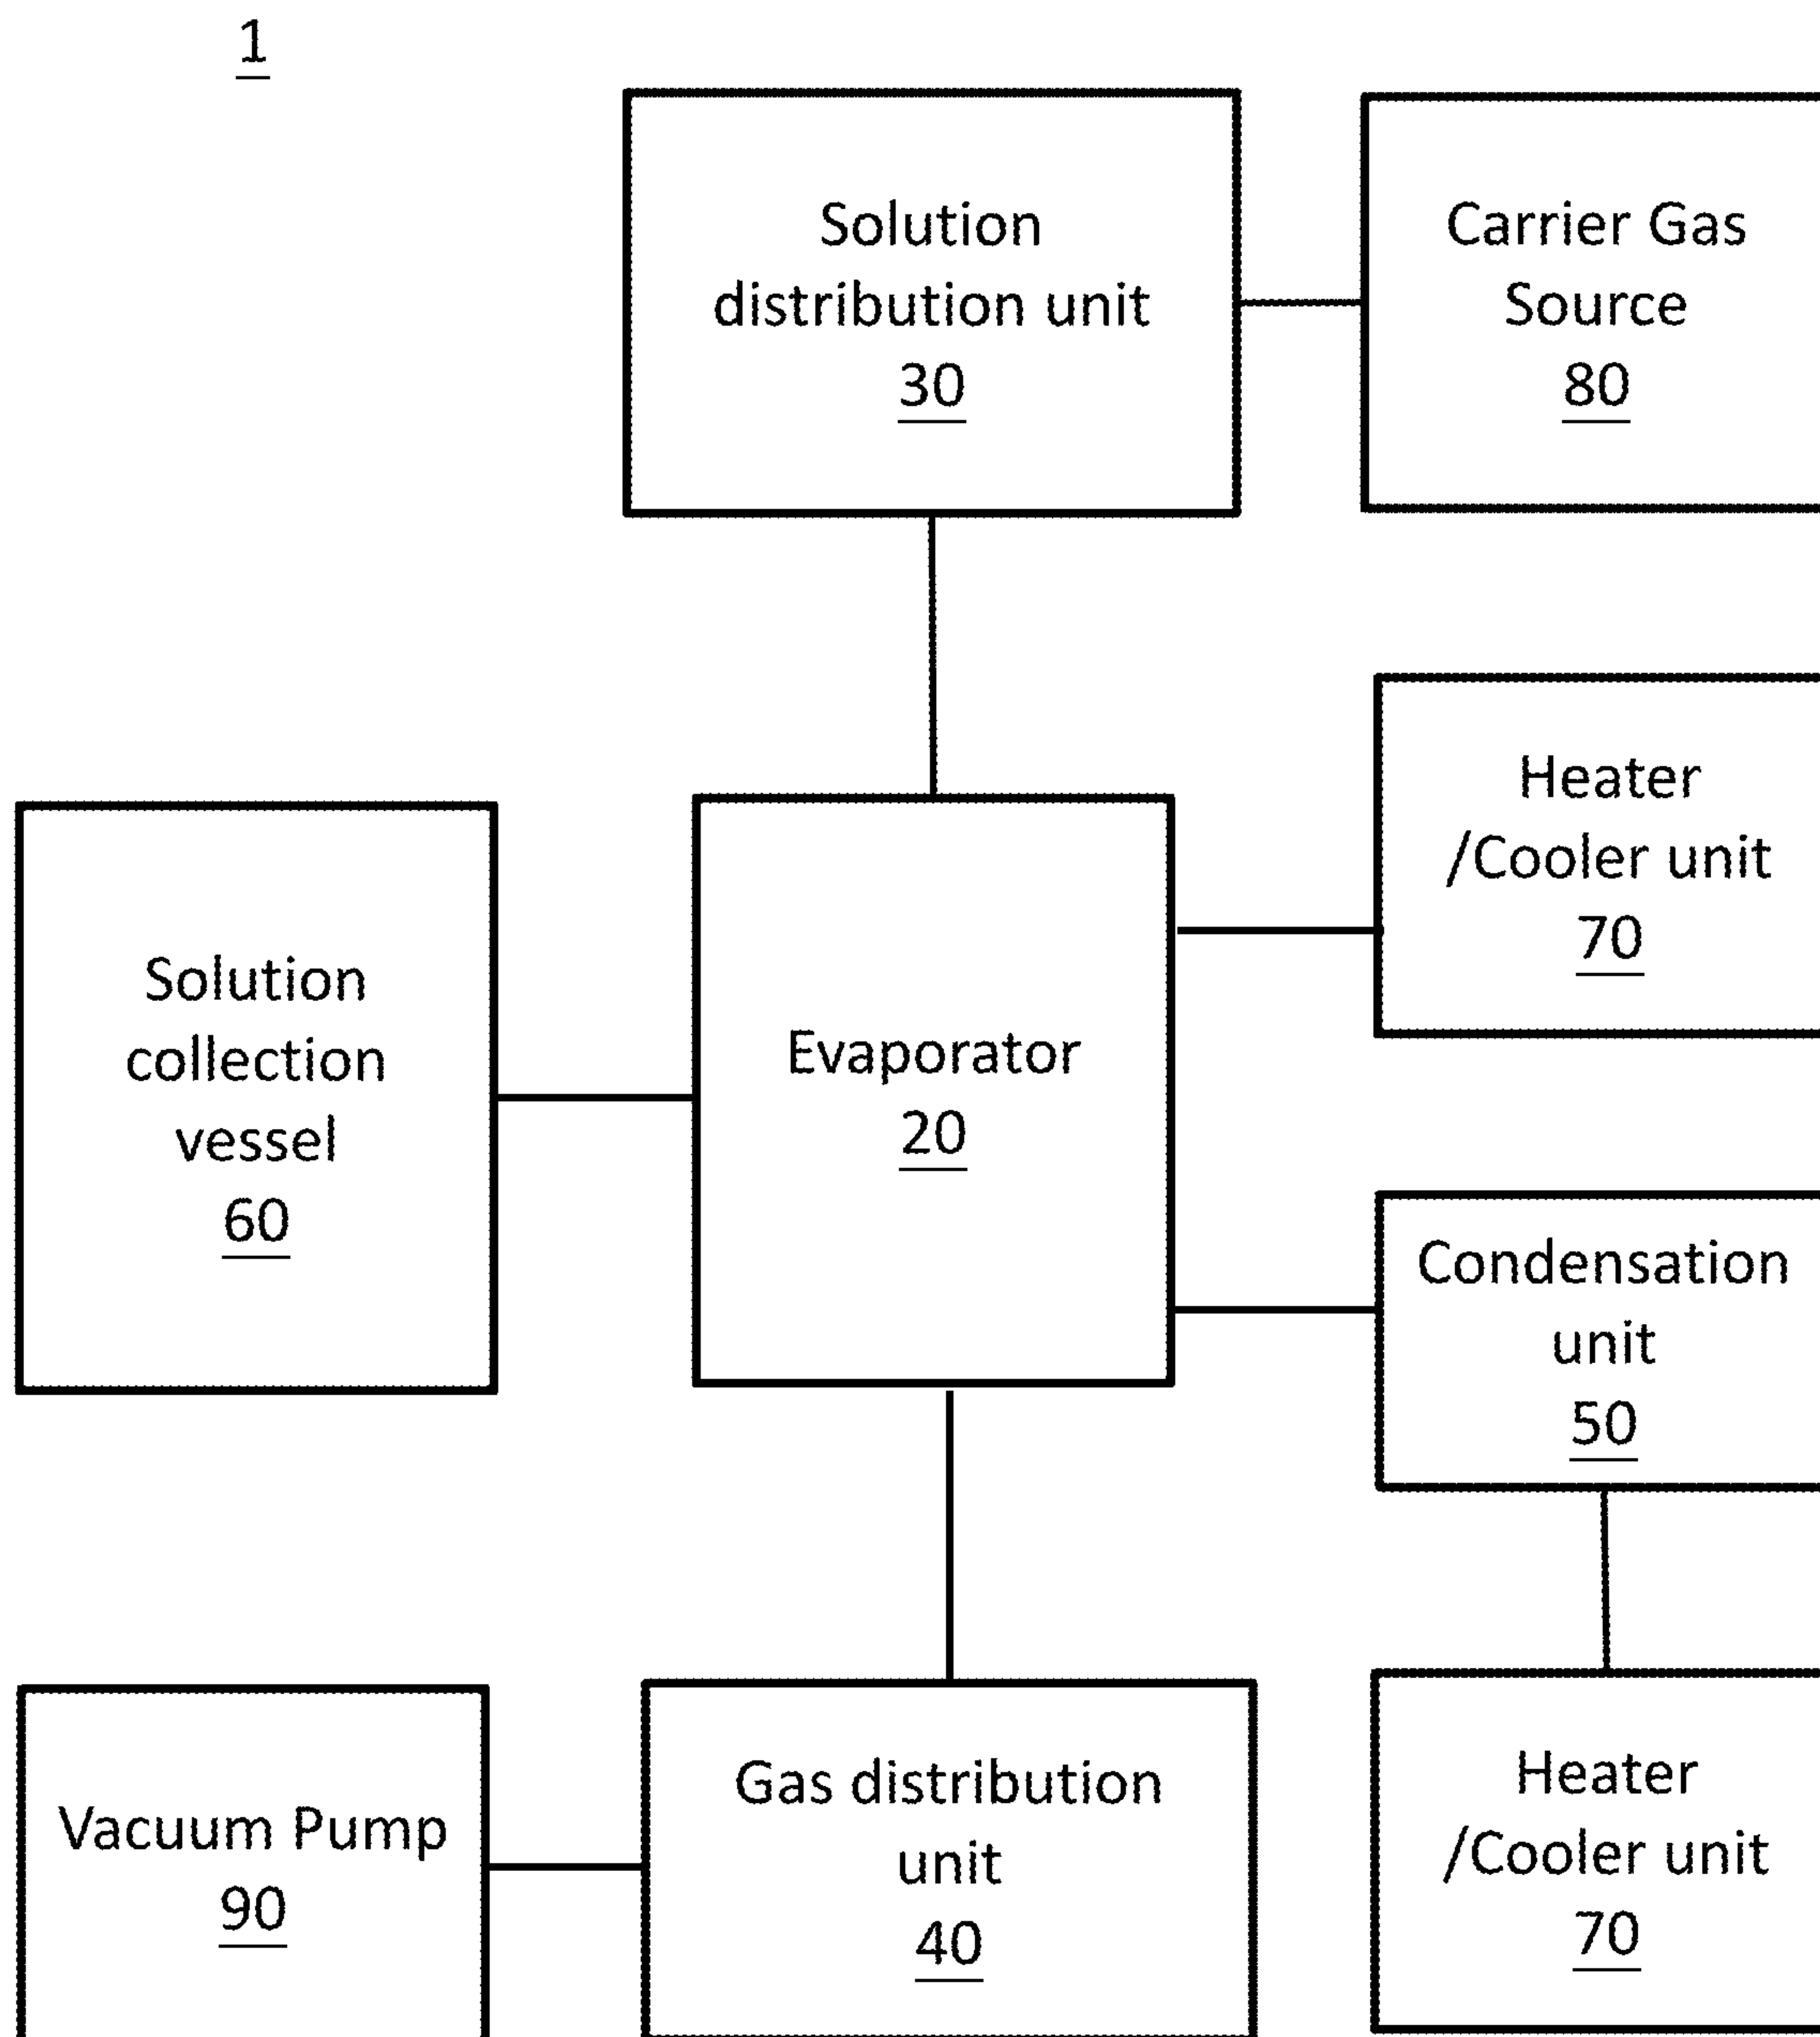 1
Solution
distribution unit
30
Carrier Gas
Source
80
Heater
/Cooler unit
70
Solution
collection
vessel
60
Evaporator
20
Condensation
unit
50
Vacuum Pump
90
Gas distribution
unit
40
Heater
/Cooler unit
70